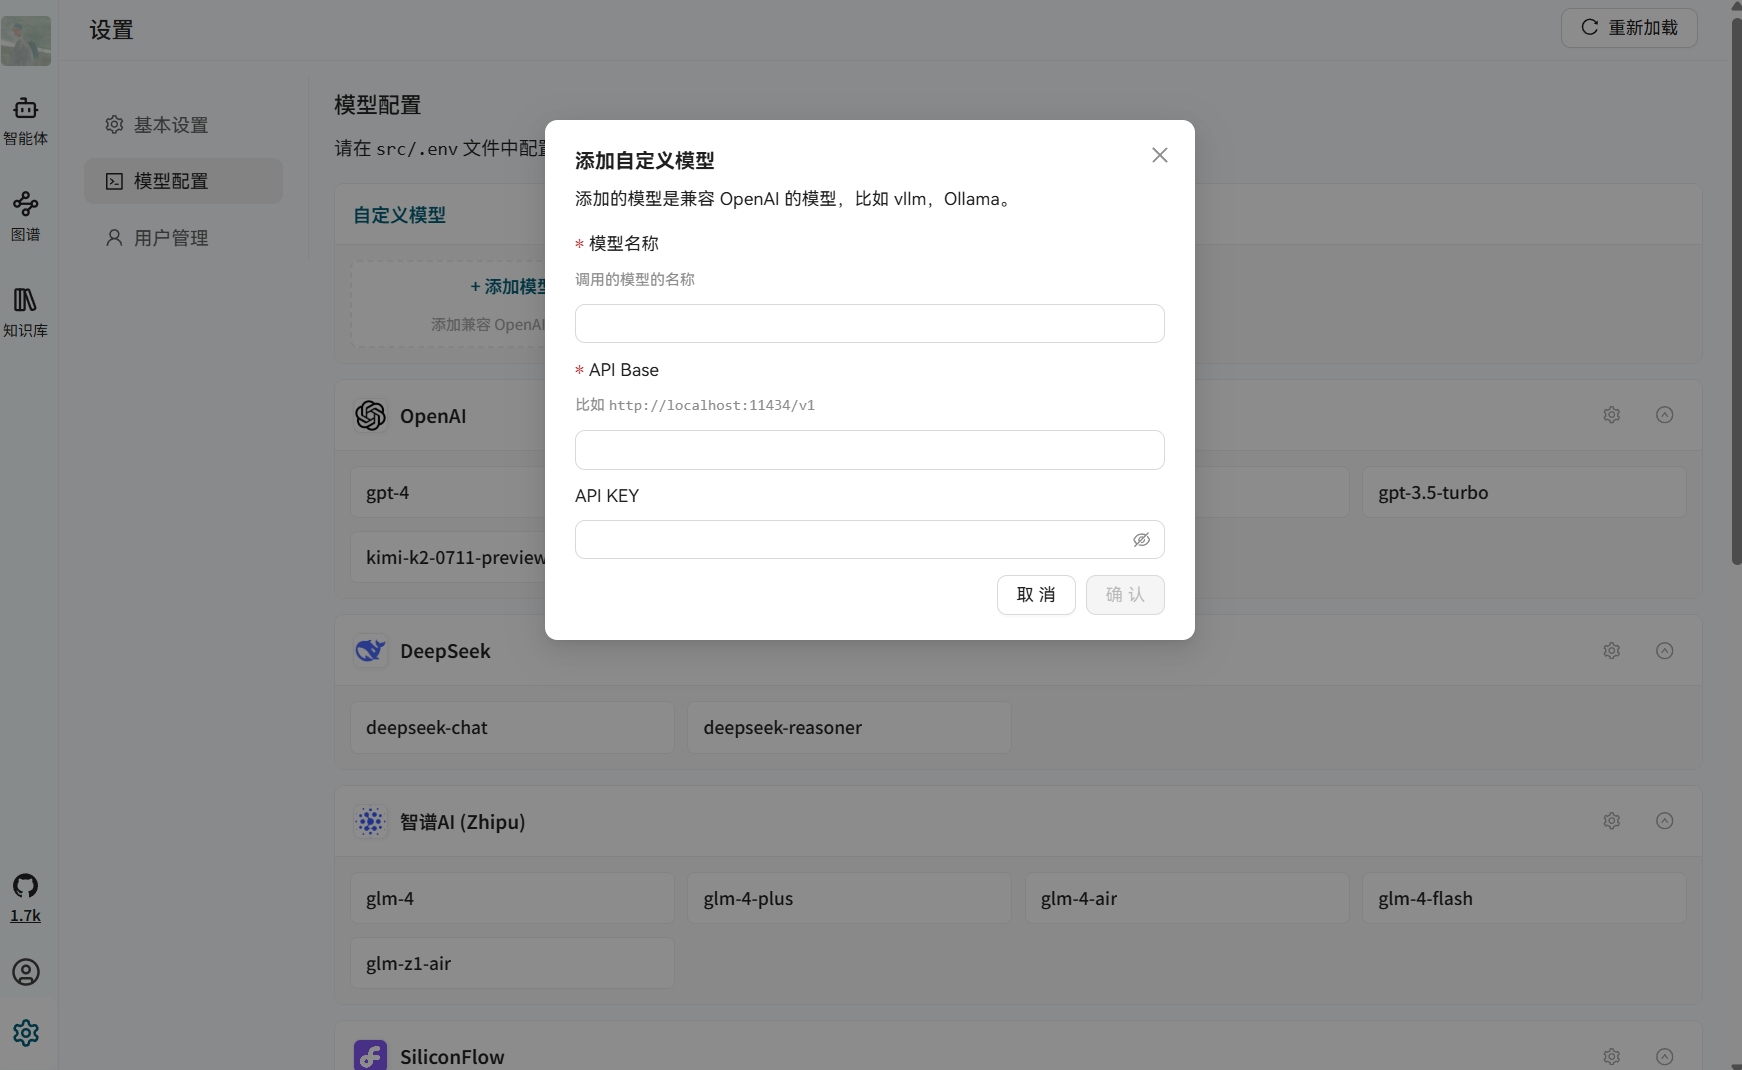 设置
重新加载
智能体
图谱
知识库
1.7k
基本设置
模型配置
用户管理
模型配置
请在 src/.env 文件中配置
自定义模型
+ 添加模型
添加兼容 OpenAI
添加自定义模型
添加的模型是兼容 OpenAI 的模型，比如 vllm，Ollama。
* 模型名称
调用的模型的名称
* API Base
比如 http://localhost:11434/v1
API KEY
取 消
确 认
OpenAI
gpt-4
gpt-3.5-turbo
kimi-k2-0711-preview
DeepSeek
deepseek-chat
deepseek-reasoner
智谱AI (Zhipu)
glm-4
glm-4-plus
glm-4-air
glm-4-flash
glm-z1-air
SiliconFlow